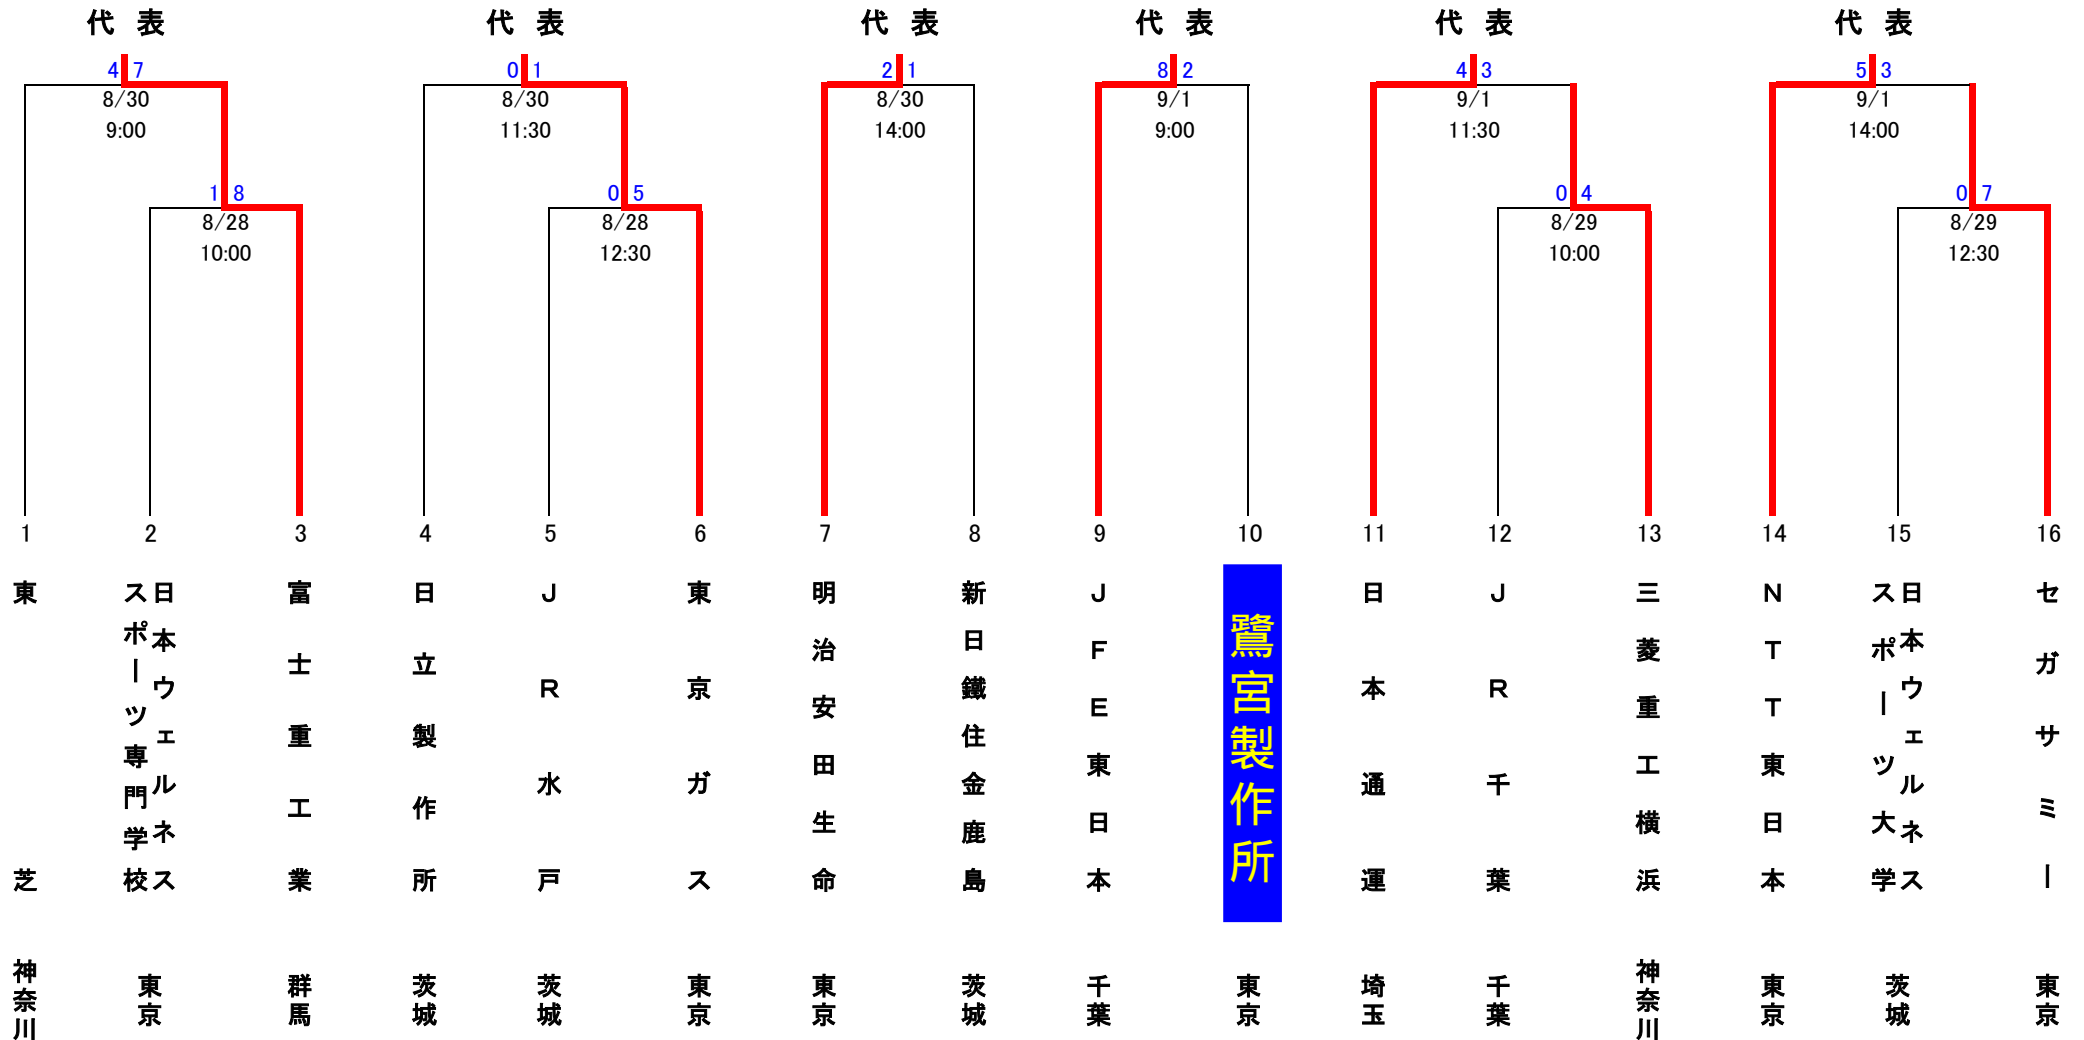 代 表 代 表 代 表 代 表 代 表 代 表
4 7 0 1 2 1 8 2 4 3 5 3
8/30 8/30 8/30 9/1 9/1 9/1
9:00 11:30 14:00 9:00 11:30 14:00
1 8 0 5 0 4 0 7
8/28 8/28 8/29 8/29
10:00 12:30 10:00 12:30
1 2 3 4 5 6 7 8 9 10 11 12 13 14 15 16
東芝
日本ウェルネス
スポーツ専門学校
富士重工業
日立製作所
JR水戸
東京ガス
明治安田生命
新日鐵住金鹿島
JFE東日本
鷺宮製作所
日本通運
JR千葉
三菱重工横浜
NTT東日本
日本ウェルネス
スポーツ大学
セガサミー
神奈川
東京
群馬
茨城
茨城
東京
東京
茨城
千葉
東京
埼玉
千葉
神奈川
東京
茨城
東京